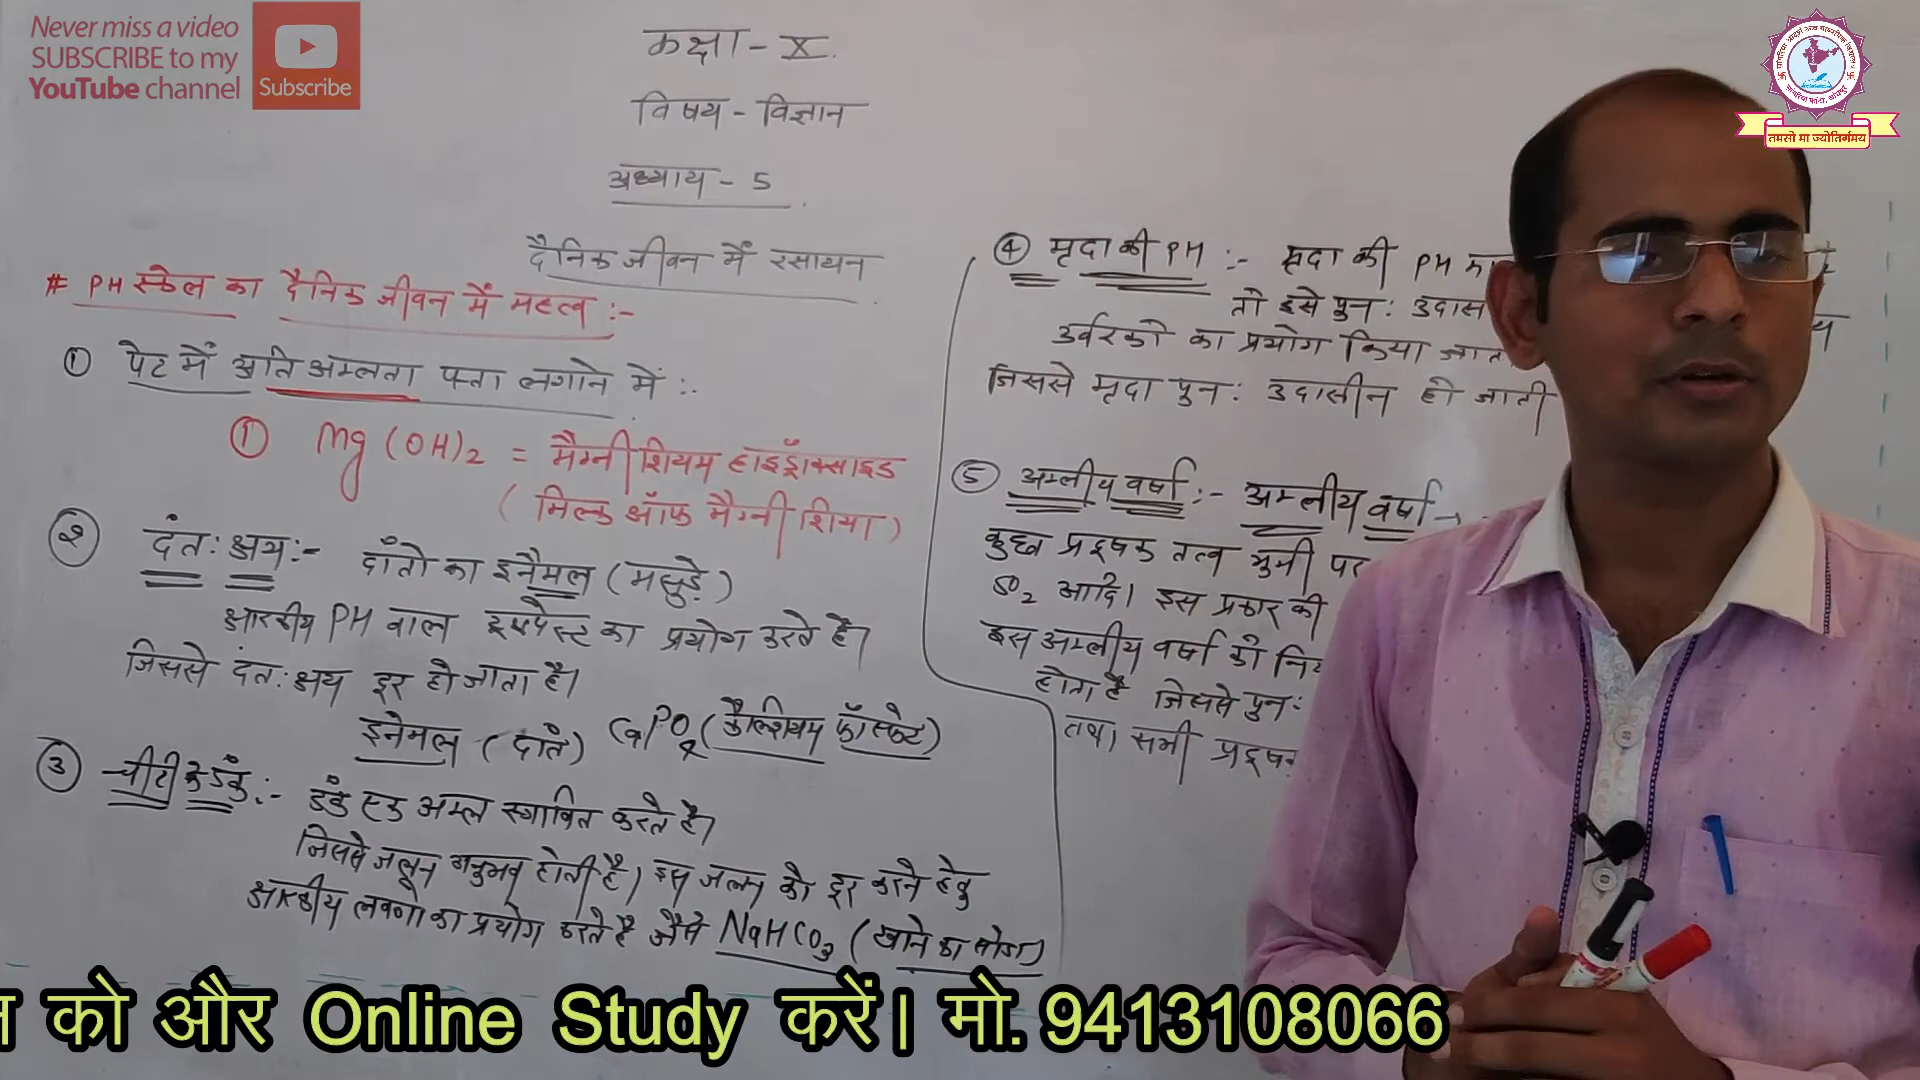 Never miss a video
SUBSCRIBE to my
YouTube channel
Subscribe
कक्षा - X
विषय - विज्ञान
अध्याय - 5
दैनिक जीवन में रसायन
# PH स्केल का दैनिक जीवन में महत्व :-
① पेट में अति अम्लता पता लगाने में :-
① Mg(OH)₂ = मैग्नीशियम हाइड्रॉक्साइड
(मिल्क ऑफ मैग्नीशिया)
② दंत: क्षय :- दाँतो का इनैमल (मसुड़े)
क्षारकीय PH वाल का प्रयोग करते है।
जिससे दंत: क्षय दूर हो जाता है।
इनेमल (दांत) CaPO₄ (कैल्शियम फॉस्फेट)
③ चीटी के डंक :- डंक एक अम्ल स्त्रावित करते है।
जिससे जलन अनुभव होती है। इस जलन को दूर करने हेतु
क्षारकीय लवणो का प्रयोग करते है जैसे NaHCO₃ (खाने का सोडा)
④ मृदा की PH :- मृदा की PH
तो इसे पुन: उदास
उर्वरको का प्रयोग किया जात
जिससे मृदा पुन: उदासीन हो जाती
⑤ अम्लीय वर्षा :- अम्लीय वर्षा
कुछ प्रदूषक तत्व भुमी पर
SO₂ आदि। इस प्रकार की
इस अम्लीय वर्षा की
होता है जिससे पुन:
तथा सभी
तमसो मा ज्योतिर्गमय
को और Online Study करें। मो. 9413108066